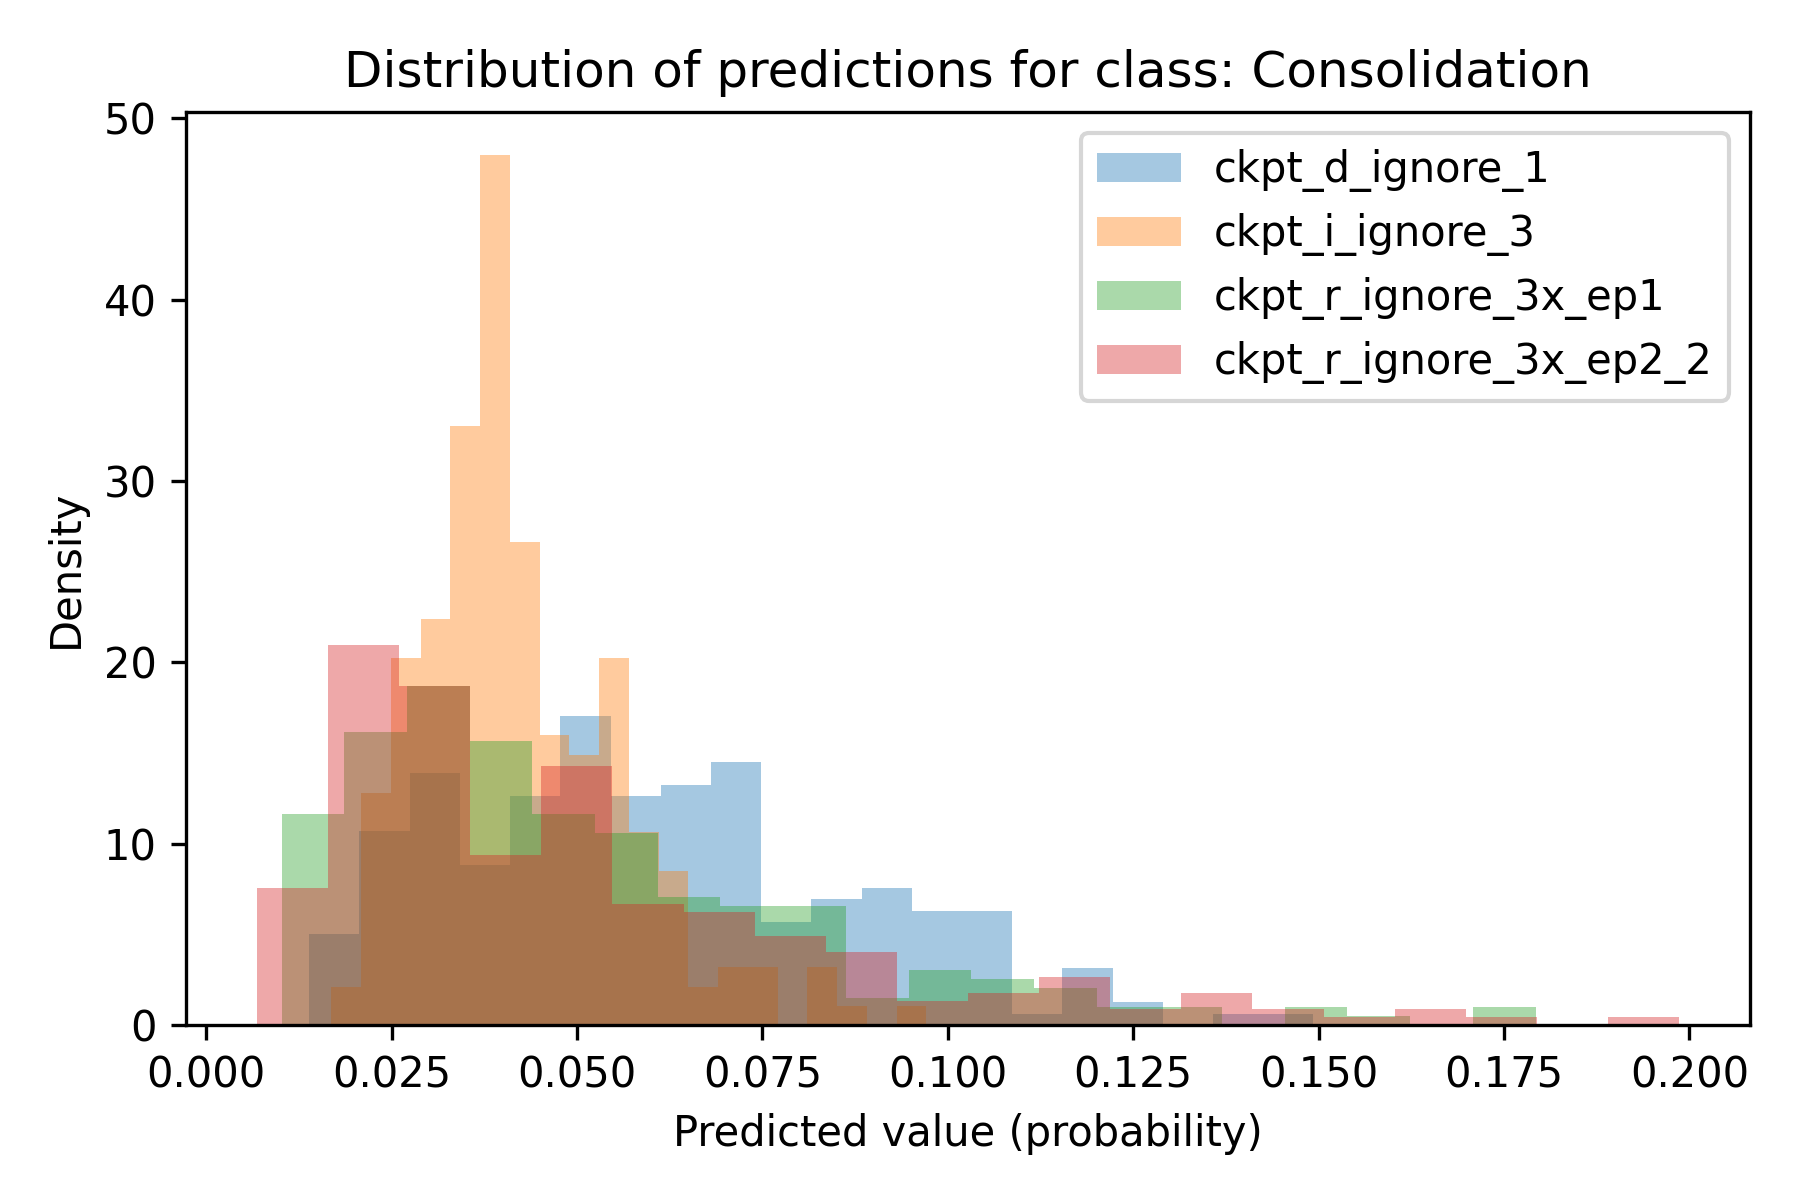 Distribution of predictions for class: Consolidation
50
40
30
20
10
0
Density
ckpt_d_ignore_1
ckpt_i_ignore_3
ckpt_r_ignore_3x_ep1
ckpt_r_ignore_3x_ep2_2
0.000 0.025 0.050 0.075 0.100 0.125 0.150 0.175 0.200
Predicted value (probability)